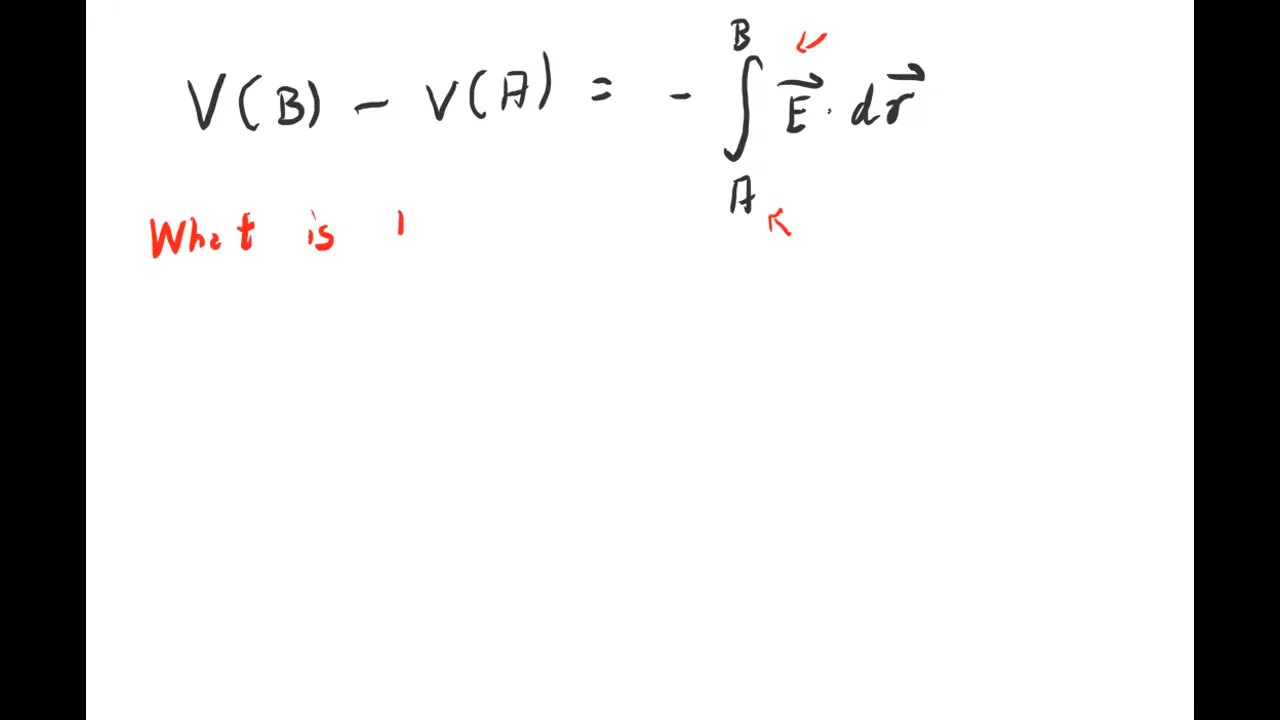 V(B) - V(A) = - ∫_A^B E⃗ · dr⃗
What is